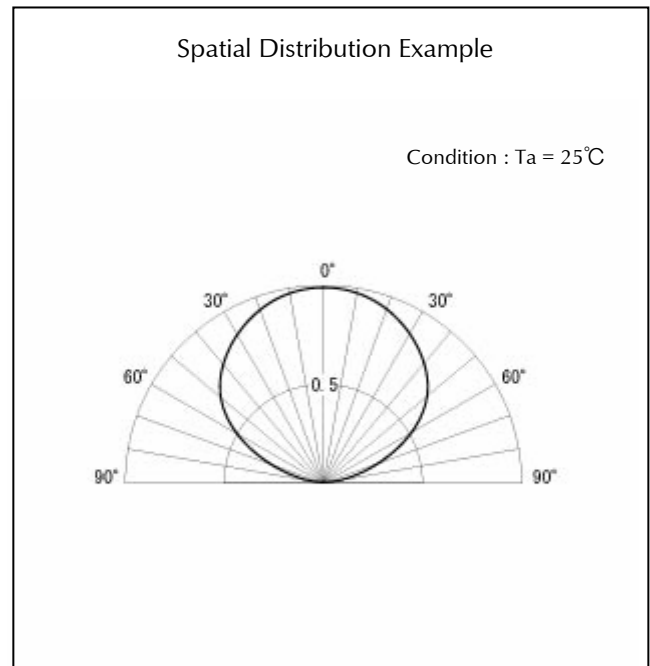 Spatial Distribution Example
Condition : Ta = 25℃
0°
30° 30°
0.5
60° 60°
90° 90°